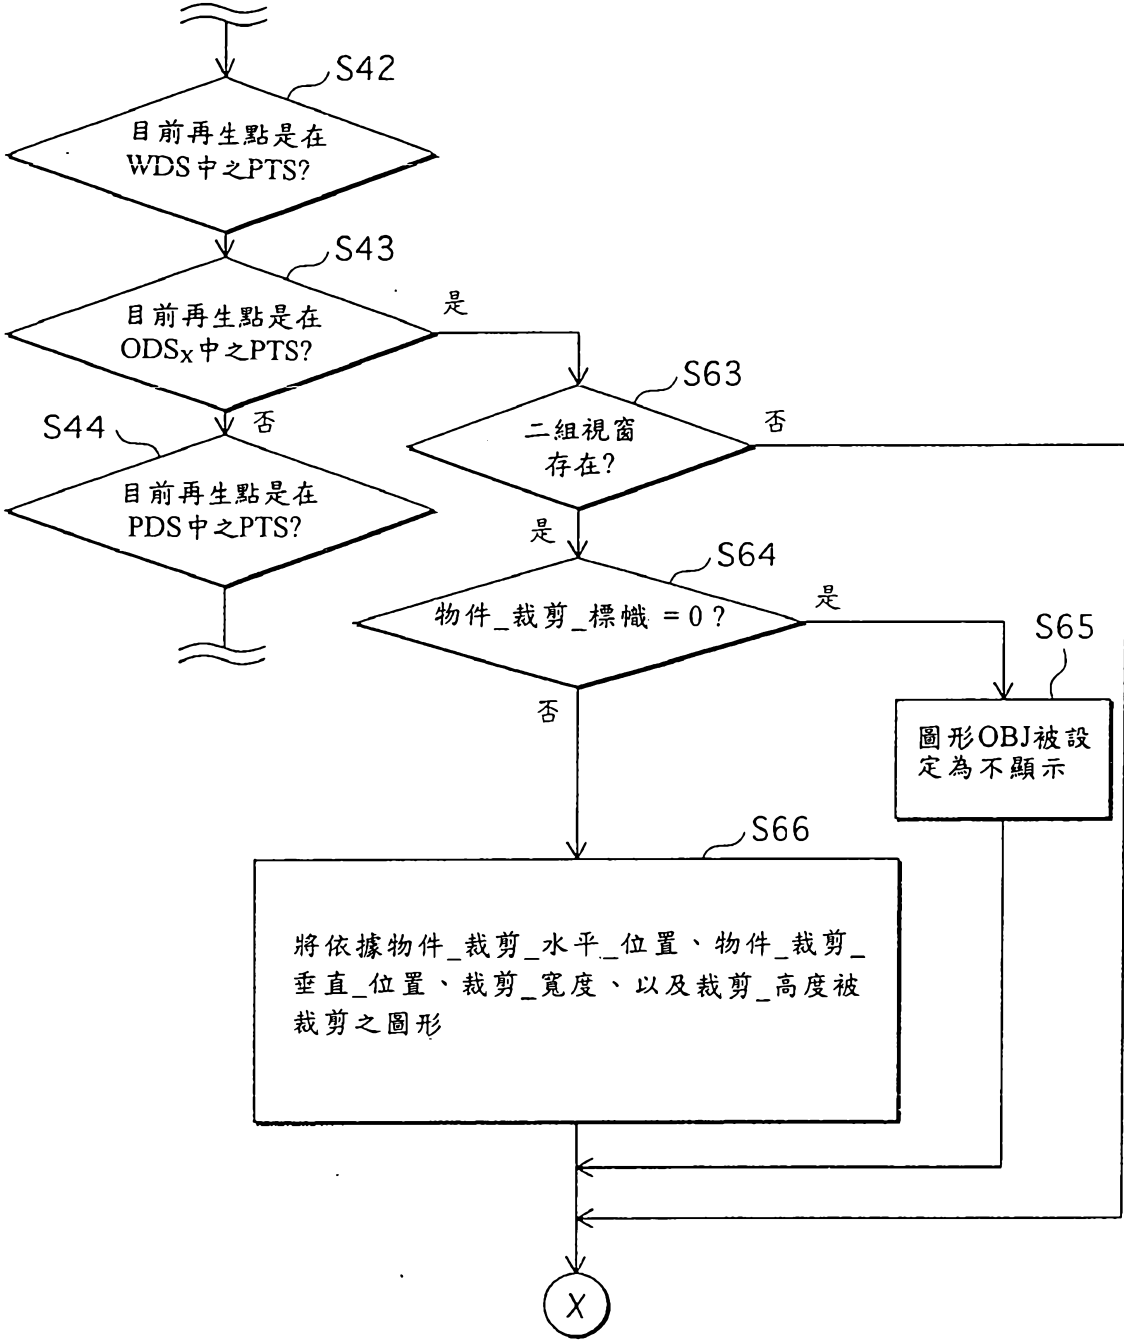 S42
目前再生點是在
WDS中之PTS?
S43
目前再生點是在
ODSx中之PTS?
是
否
S44
目前再生點是在
PDS中之PTS?
S63
二組視窗
存在?
否
是
S64
物件_裁剪_標幟 =0?
是
否
S65
圖形OBJ被設
定為不顯示
S66
將依據物件_裁剪_水平_位置、物件_裁剪_
垂直_位置、裁剪_寬度、以及裁剪_高度被
裁剪之圖形
X